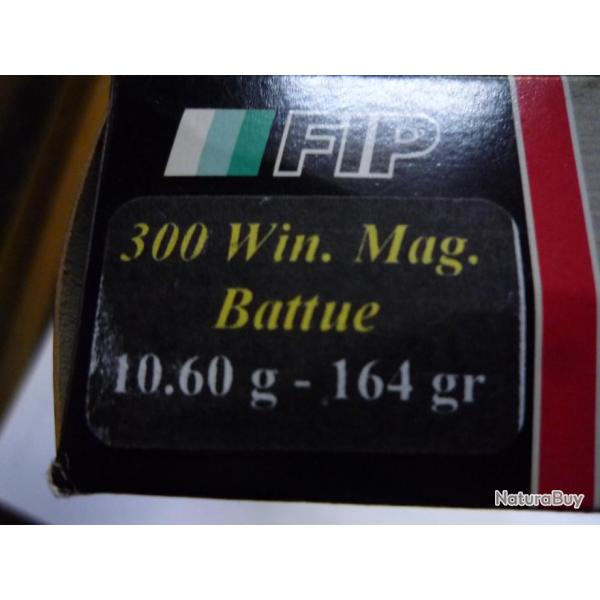 FIP
300 Win. Mag.
Battue
10.60 g - 164 gr
NaturaBuy